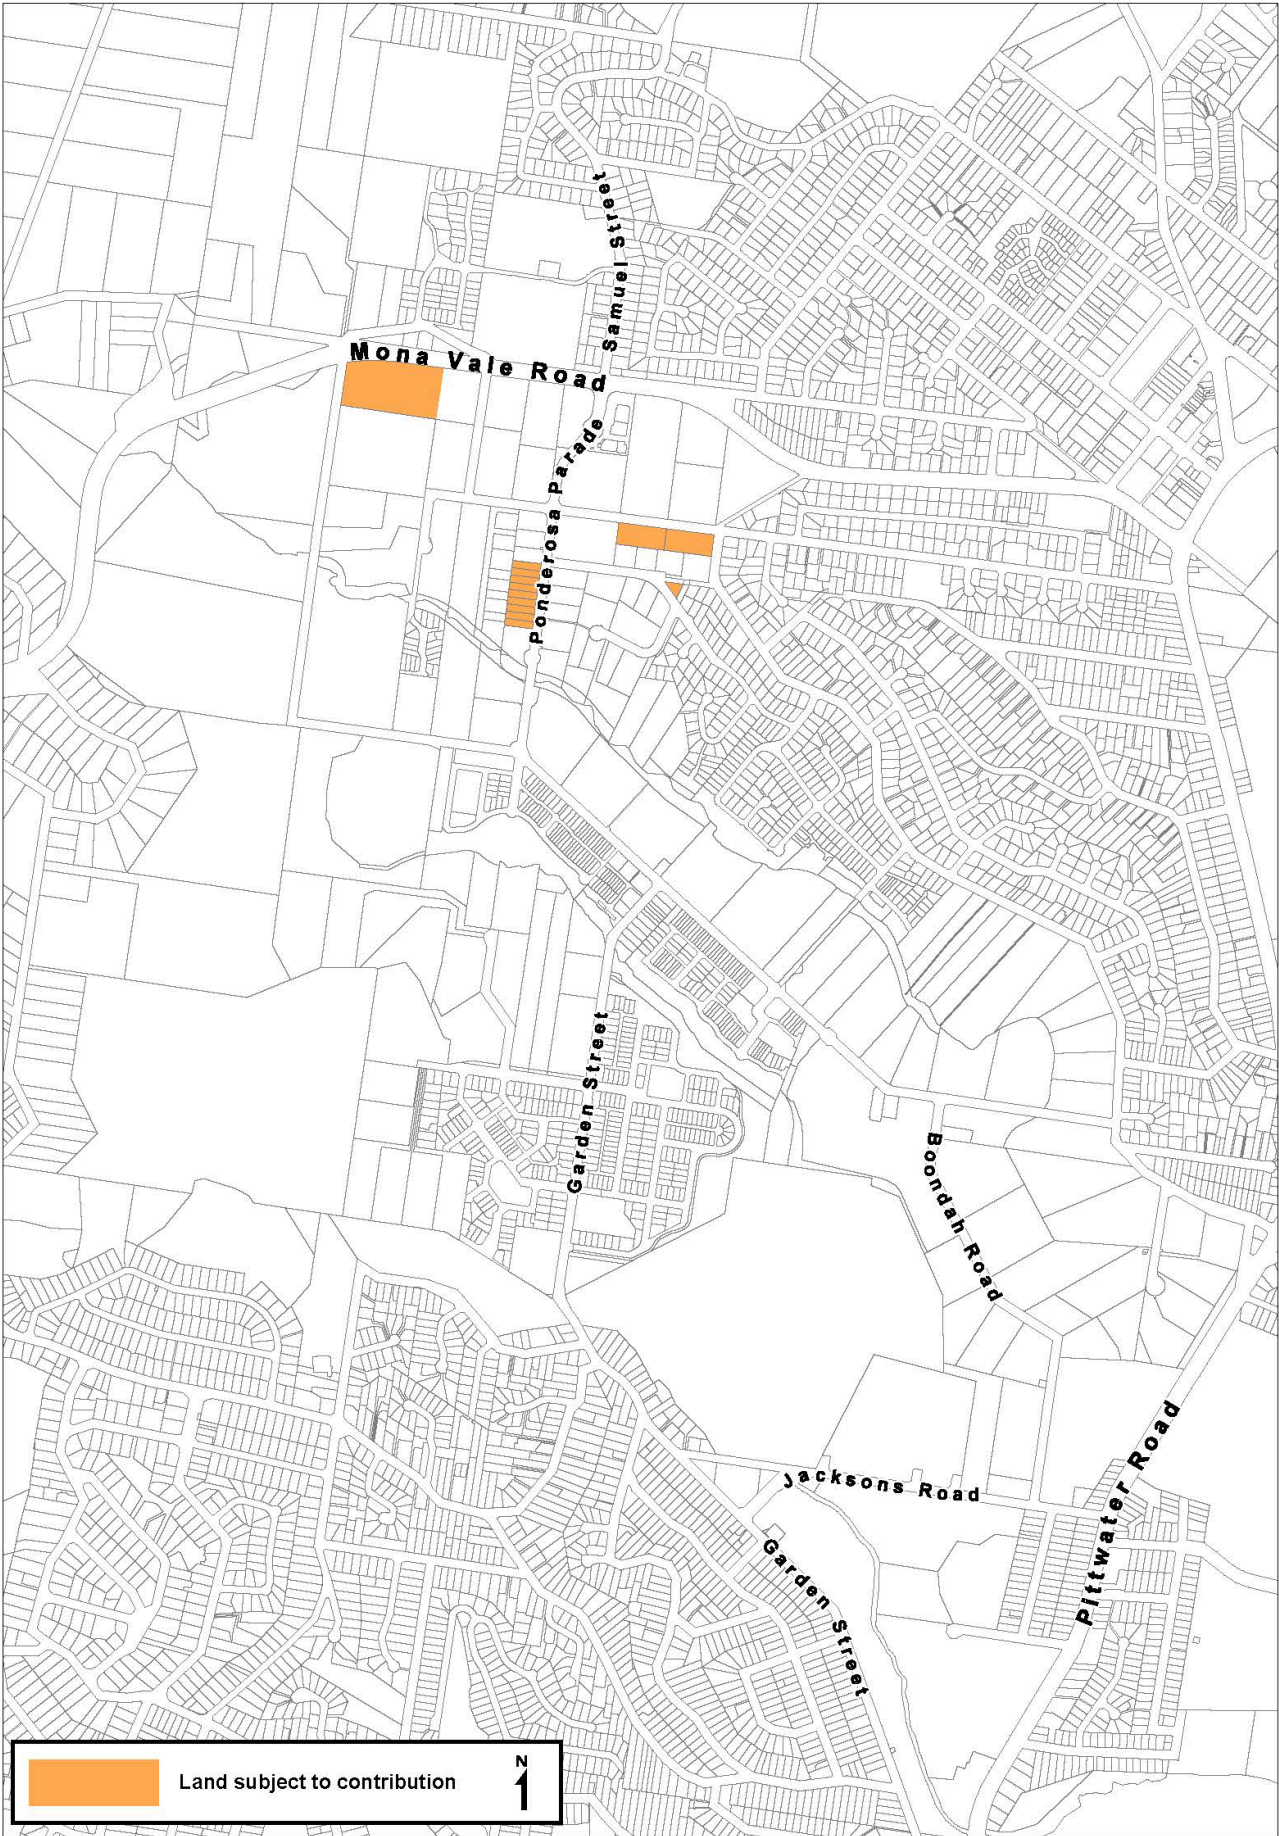 Samuel Street
Mona Vale Road
Ponderosa Parade
Garden Street
Boondah Road
Pittwater Road
Jacksons Road
Garden Street
Land subject to contribution
N